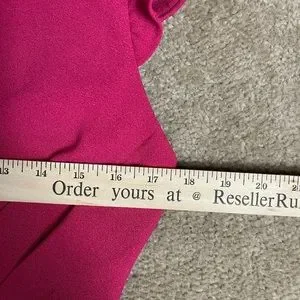 13 14 15 16 17 18 19 20
Order yours at @ ResellerRu